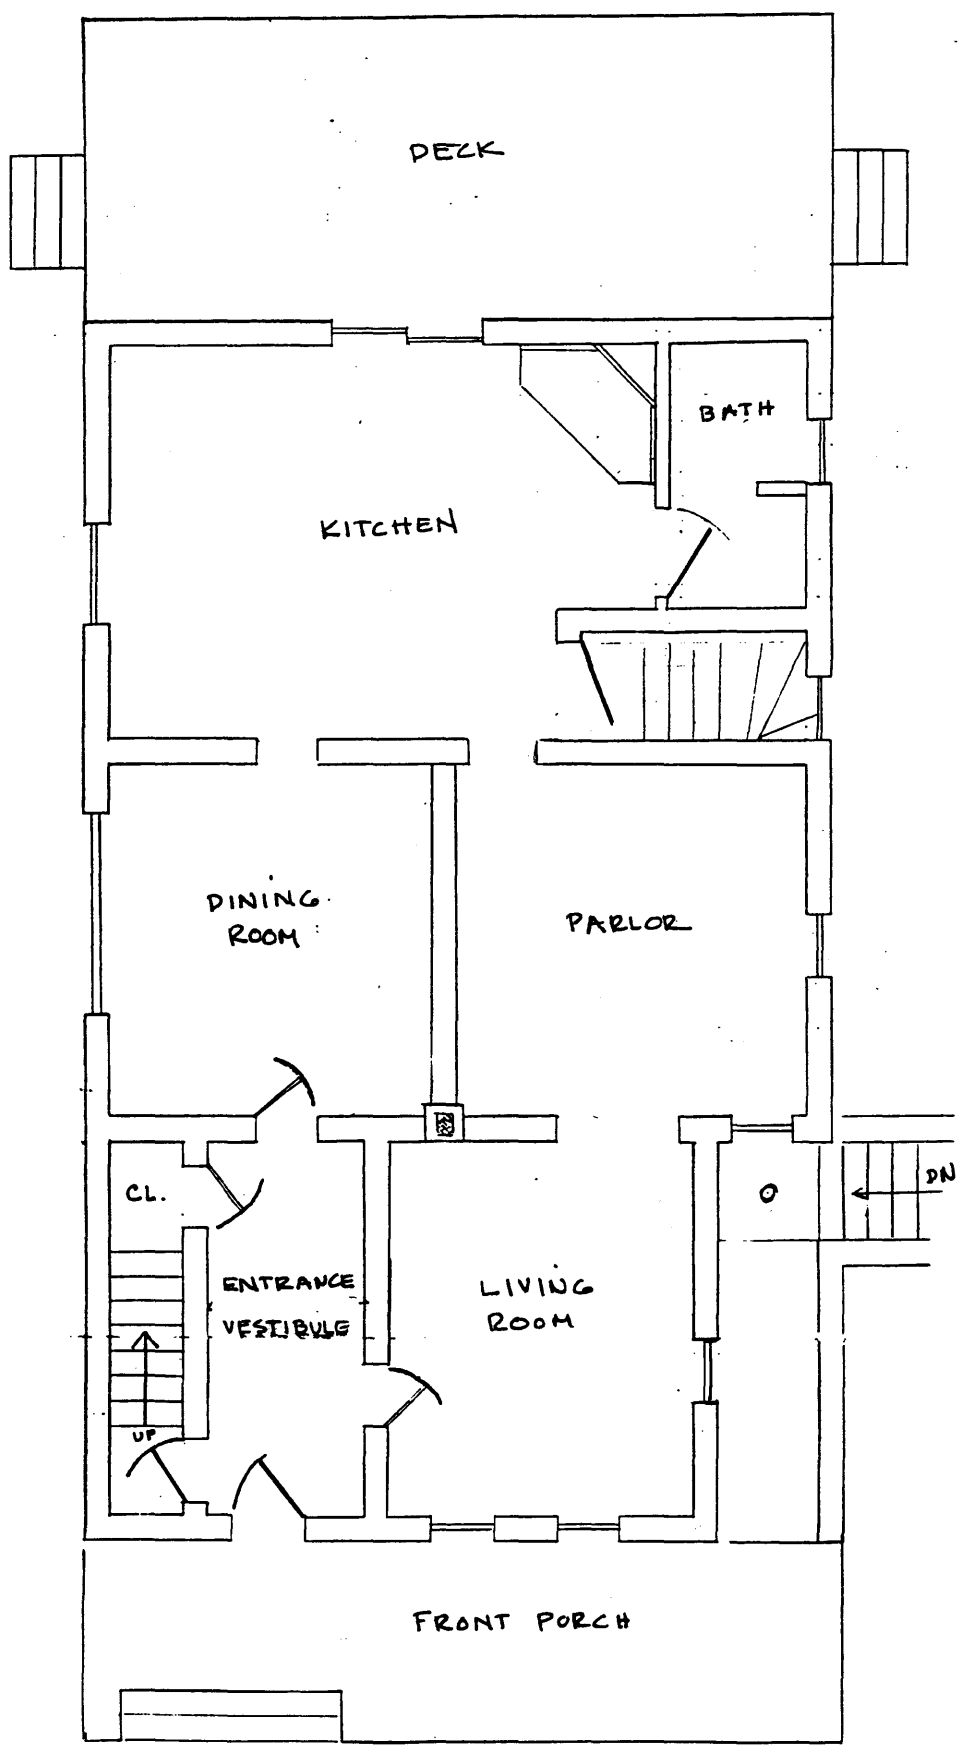 DECK
BATH
KITCHEN
DINING
ROOM
PARLOR
CL.
DN
ENTRANCE
VESTIBULE
LIVING
ROOM
UP
FRONT PORCH